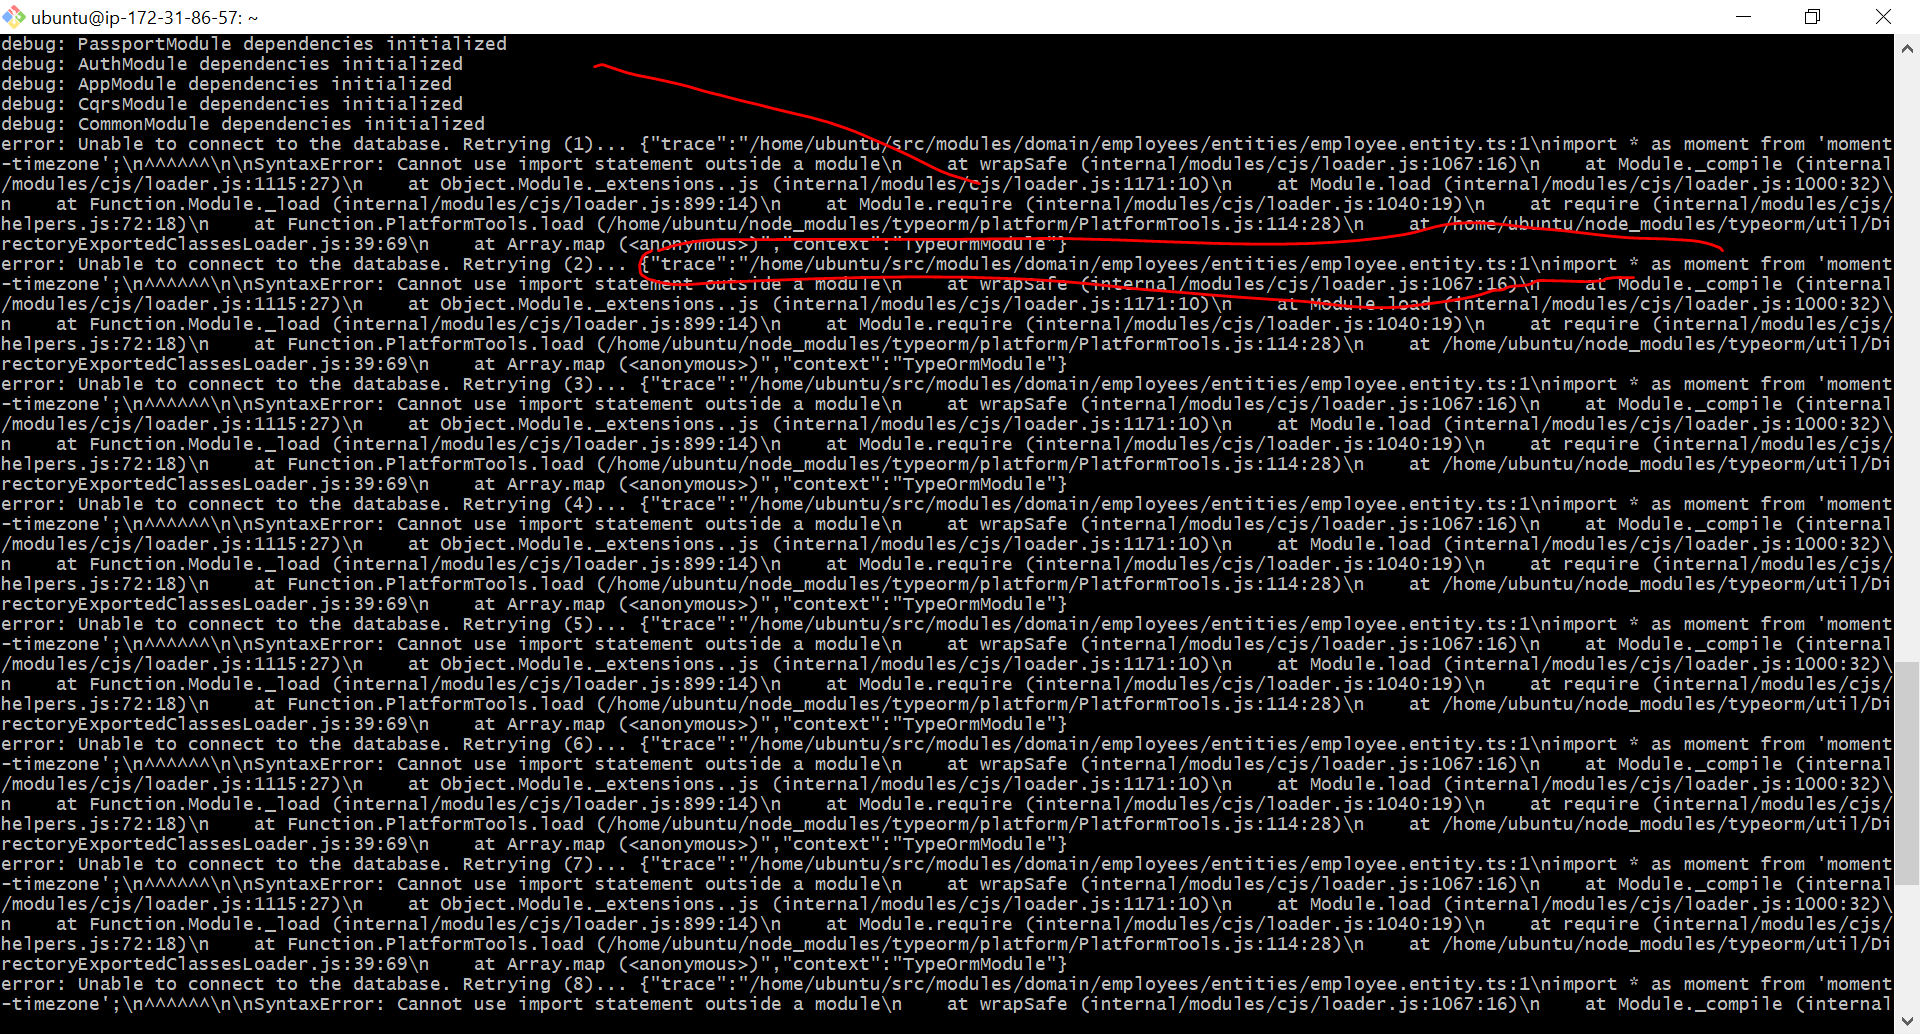 ubuntu@ip-172-31-86-57: ~
debug: PassportModule dependencies initialized
debug: AuthModule dependencies initialized
debug: AppModule dependencies initialized
debug: CqrsModule dependencies initialized
debug: CommonModule dependencies initialized
error: Unable to connect to the database. Retrying (1)... {"trace":"/home/ubuntu/src/modules/domain/employees/entities/employee.entity.ts:1\nimport * as moment from 'moment
-timezone';\n^^^^^^\n\nSyntaxError: Cannot use import statement outside a module\n    at wrapSafe (internal/modules/cjs/loader.js:1067:16)\n    at Module._compile (internal
/modules/cjs/loader.js:1115:27)\n    at Object.Module._extensions..js (internal/modules/cjs/loader.js:1171:10)\n    at Module.load (internal/modules/cjs/loader.js:1000:32)\
n    at Function.Module._load (internal/modules/cjs/loader.js:899:14)\n    at Module.require (internal/modules/cjs/loader.js:1040:19)\n    at require (internal/modules/cjs/
helpers.js:72:18)\n    at Function.PlatformTools.load (/home/ubuntu/node_modules/typeorm/platform/PlatformTools.js:114:28)\n    at /home/ubuntu/node_modules/typeorm/util/Di
rectoryExportedClassesLoader.js:39:69\n    at Array.map (<anonymous>)","context":"TypeOrmModule"}
error: Unable to connect to the database. Retrying (2)... {"trace":"/home/ubuntu/src/modules/domain/employees/entities/employee.entity.ts:1\nimport * as moment from 'moment
-timezone';\n^^^^^^\n\nSyntaxError: Cannot use import statement outside a module\n    at wrapSafe (internal/modules/cjs/loader.js:1067:16)\n    at Module._compile (internal
/modules/cjs/loader.js:1115:27)\n    at Object.Module._extensions..js (internal/modules/cjs/loader.js:1171:10)\n    at Module.load (internal/modules/cjs/loader.js:1000:32)\
n    at Function.Module._load (internal/modules/cjs/loader.js:899:14)\n    at Module.require (internal/modules/cjs/loader.js:1040:19)\n    at require (internal/modules/cjs/
helpers.js:72:18)\n    at Function.PlatformTools.load (/home/ubuntu/node_modules/typeorm/platform/PlatformTools.js:114:28)\n    at /home/ubuntu/node_modules/typeorm/util/Di
rectoryExportedClassesLoader.js:39:69\n    at Array.map (<anonymous>)","context":"TypeOrmModule"}
error: Unable to connect to the database. Retrying (3)... {"trace":"/home/ubuntu/src/modules/domain/employees/entities/employee.entity.ts:1\nimport * as moment from 'moment
-timezone';\n^^^^^^\n\nSyntaxError: Cannot use import statement outside a module\n    at wrapSafe (internal/modules/cjs/loader.js:1067:16)\n    at Module._compile (internal
/modules/cjs/loader.js:1115:27)\n    at Object.Module._extensions..js (internal/modules/cjs/loader.js:1171:10)\n    at Module.load (internal/modules/cjs/loader.js:1000:32)\
n    at Function.Module._load (internal/modules/cjs/loader.js:899:14)\n    at Module.require (internal/modules/cjs/loader.js:1040:19)\n    at require (internal/modules/cjs/
helpers.js:72:18)\n    at Function.PlatformTools.load (/home/ubuntu/node_modules/typeorm/platform/PlatformTools.js:114:28)\n    at /home/ubuntu/node_modules/typeorm/util/Di
rectoryExportedClassesLoader.js:39:69\n    at Array.map (<anonymous>)","context":"TypeOrmModule"}
error: Unable to connect to the database. Retrying (4)... {"trace":"/home/ubuntu/src/modules/domain/employees/entities/employee.entity.ts:1\nimport * as moment from 'moment
-timezone';\n^^^^^^\n\nSyntaxError: Cannot use import statement outside a module\n    at wrapSafe (internal/modules/cjs/loader.js:1067:16)\n    at Module._compile (internal
/modules/cjs/loader.js:1115:27)\n    at Object.Module._extensions..js (internal/modules/cjs/loader.js:1171:10)\n    at Module.load (internal/modules/cjs/loader.js:1000:32)\
n    at Function.Module._load (internal/modules/cjs/loader.js:899:14)\n    at Module.require (internal/modules/cjs/loader.js:1040:19)\n    at require (internal/modules/cjs/
helpers.js:72:18)\n    at Function.PlatformTools.load (/home/ubuntu/node_modules/typeorm/platform/PlatformTools.js:114:28)\n    at /home/ubuntu/node_modules/typeorm/util/Di
rectoryExportedClassesLoader.js:39:69\n    at Array.map (<anonymous>)","context":"TypeOrmModule"}
error: Unable to connect to the database. Retrying (5)... {"trace":"/home/ubuntu/src/modules/domain/employees/entities/employee.entity.ts:1\nimport * as moment from 'moment
-timezone';\n^^^^^^\n\nSyntaxError: Cannot use import statement outside a module\n    at wrapSafe (internal/modules/cjs/loader.js:1067:16)\n    at Module._compile (internal
/modules/cjs/loader.js:1115:27)\n    at Object.Module._extensions..js (internal/modules/cjs/loader.js:1171:10)\n    at Module.load (internal/modules/cjs/loader.js:1000:32)\
n    at Function.Module._load (internal/modules/cjs/loader.js:899:14)\n    at Module.require (internal/modules/cjs/loader.js:1040:19)\n    at require (internal/modules/cjs/
helpers.js:72:18)\n    at Function.PlatformTools.load (/home/ubuntu/node_modules/typeorm/platform/PlatformTools.js:114:28)\n    at /home/ubuntu/node_modules/typeorm/util/Di
rectoryExportedClassesLoader.js:39:69\n    at Array.map (<anonymous>)","context":"TypeOrmModule"}
error: Unable to connect to the database. Retrying (6)... {"trace":"/home/ubuntu/src/modules/domain/employees/entities/employee.entity.ts:1\nimport * as moment from 'moment
-timezone';\n^^^^^^\n\nSyntaxError: Cannot use import statement outside a module\n    at wrapSafe (internal/modules/cjs/loader.js:1067:16)\n    at Module._compile (internal
/modules/cjs/loader.js:1115:27)\n    at Object.Module._extensions..js (internal/modules/cjs/loader.js:1171:10)\n    at Module.load (internal/modules/cjs/loader.js:1000:32)\
n    at Function.Module._load (internal/modules/cjs/loader.js:899:14)\n    at Module.require (internal/modules/cjs/loader.js:1040:19)\n    at require (internal/modules/cjs/
helpers.js:72:18)\n    at Function.PlatformTools.load (/home/ubuntu/node_modules/typeorm/platform/PlatformTools.js:114:28)\n    at /home/ubuntu/node_modules/typeorm/util/Di
rectoryExportedClassesLoader.js:39:69\n    at Array.map (<anonymous>)","context":"TypeOrmModule"}
error: Unable to connect to the database. Retrying (7)... {"trace":"/home/ubuntu/src/modules/domain/employees/entities/employee.entity.ts:1\nimport * as moment from 'moment
-timezone';\n^^^^^^\n\nSyntaxError: Cannot use import statement outside a module\n    at wrapSafe (internal/modules/cjs/loader.js:1067:16)\n    at Module._compile (internal
/modules/cjs/loader.js:1115:27)\n    at Object.Module._extensions..js (internal/modules/cjs/loader.js:1171:10)\n    at Module.load (internal/modules/cjs/loader.js:1000:32)\
n    at Function.Module._load (internal/modules/cjs/loader.js:899:14)\n    at Module.require (internal/modules/cjs/loader.js:1040:19)\n    at require (internal/modules/cjs/
helpers.js:72:18)\n    at Function.PlatformTools.load (/home/ubuntu/node_modules/typeorm/platform/PlatformTools.js:114:28)\n    at /home/ubuntu/node_modules/typeorm/util/Di
rectoryExportedClassesLoader.js:39:69\n    at Array.map (<anonymous>)","context":"TypeOrmModule"}
error: Unable to connect to the database. Retrying (8)... {"trace":"/home/ubuntu/src/modules/domain/employees/entities/employee.entity.ts:1\nimport * as moment from 'moment
-timezone';\n^^^^^^\n\nSyntaxError: Cannot use import statement outside a module\n    at wrapSafe (internal/modules/cjs/loader.js:1067:16)\n    at Module._compile (internal